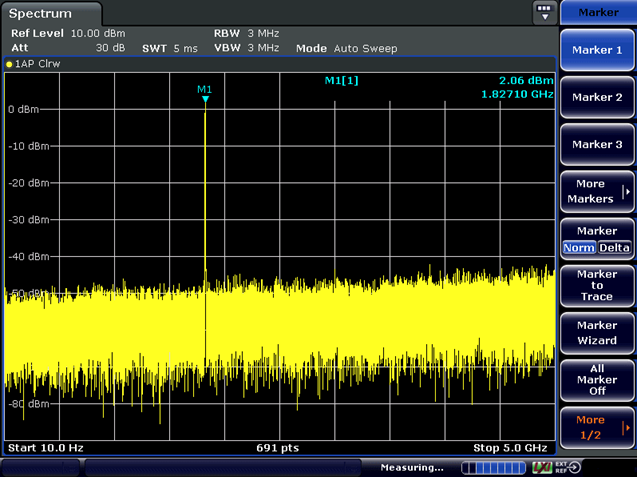 Spectrum
Marker
Ref Level 10.00 dBm RBW 3 MHz
Att 30 dB SWT 5 ms VBW 3 MHz Mode Auto Sweep
1AP Clrw
M1[1] 2.06 dBm
1.82710 GHz
M1
0 dBm
-10 dBm
-20 dBm
-30 dBm
-40 dBm
-50 dBm
-80 dBm
Start 10.0 Hz 691 pts Stop 5.0 GHz
Measuring...
LXI EXT REF
Marker 1
Marker 2
Marker 3
More
Markers
Marker
Norm Delta
Marker
to
Trace
Marker
Wizard
All
Marker
Off
More
1/2